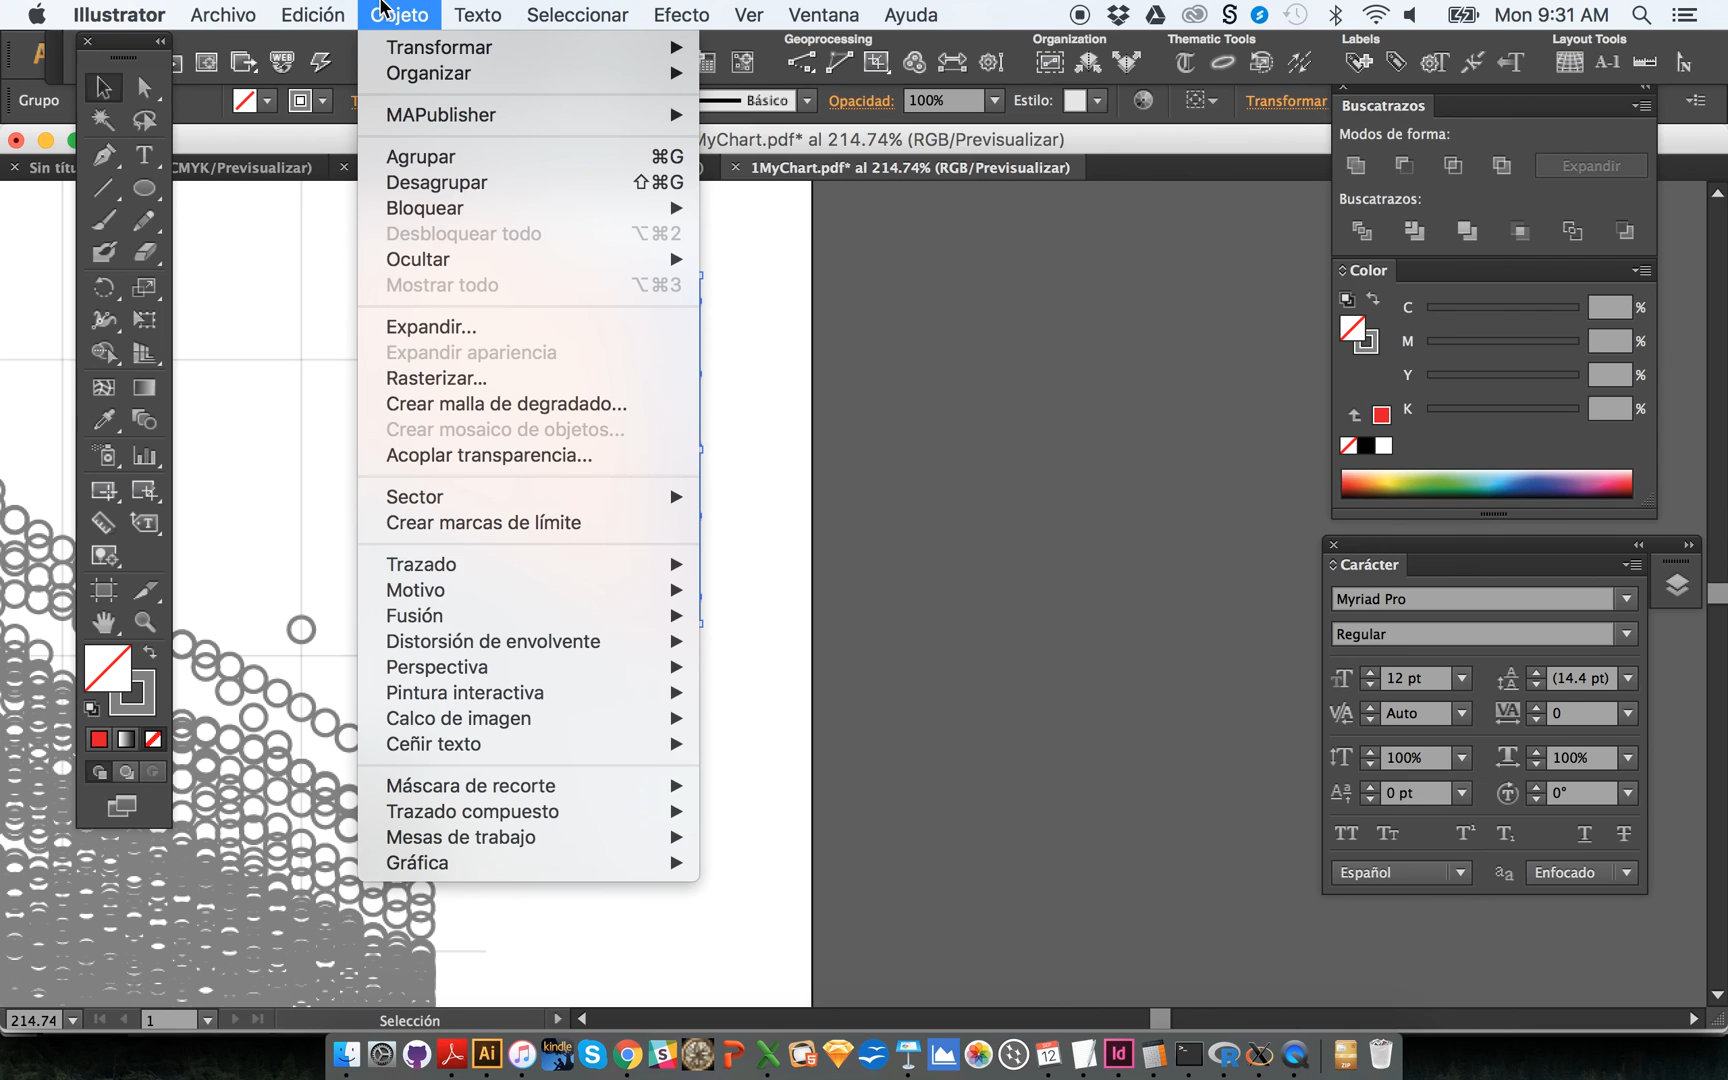 Illustrator Archivo Edición Objeto Texto Seleccionar Efecto Ver Ventana Ayuda Mon 9:31 AM
Geoprocessing Organization Thematic Tools Labels Layout Tools
WEB
Grupo Básico Opacidad: 100% Estilo: Transformar
MyChart.pdf* al 214.74% (RGB/Previsualizar)
× Sin títu CMYK/Previsualizar) × × 1MyChart.pdf* al 214.74% (RGB/Previsualizar)
Transformar
Organizar
MAPublisher
Agrupar ⌘G
Desagrupar ⇧⌘G
Bloquear
Desbloquear todo ⌥⌘2
Ocultar
Mostrar todo ⌥⌘3
Expandir...
Expandir apariencia
Rasterizar...
Crear malla de degradado...
Crear mosaico de objetos...
Acoplar transparencia...
Sector
Crear marcas de límite
Trazado
Motivo
Fusión
Distorsión de envolvente
Perspectiva
Pintura interactiva
Calco de imagen
Ceñir texto
Máscara de recorte
Trazado compuesto
Mesas de trabajo
Gráfica
Buscatrazos
Modos de forma:
Expandir
Buscatrazos:
Color
C %
M %
Y %
K %
Carácter
Myriad Pro
Regular
12 pt (14.4 pt)
Auto 0
100% 100%
0 pt 0°
Español Enfocado
214.74 1 Selección
Ai kindle 12 Id
ZIP